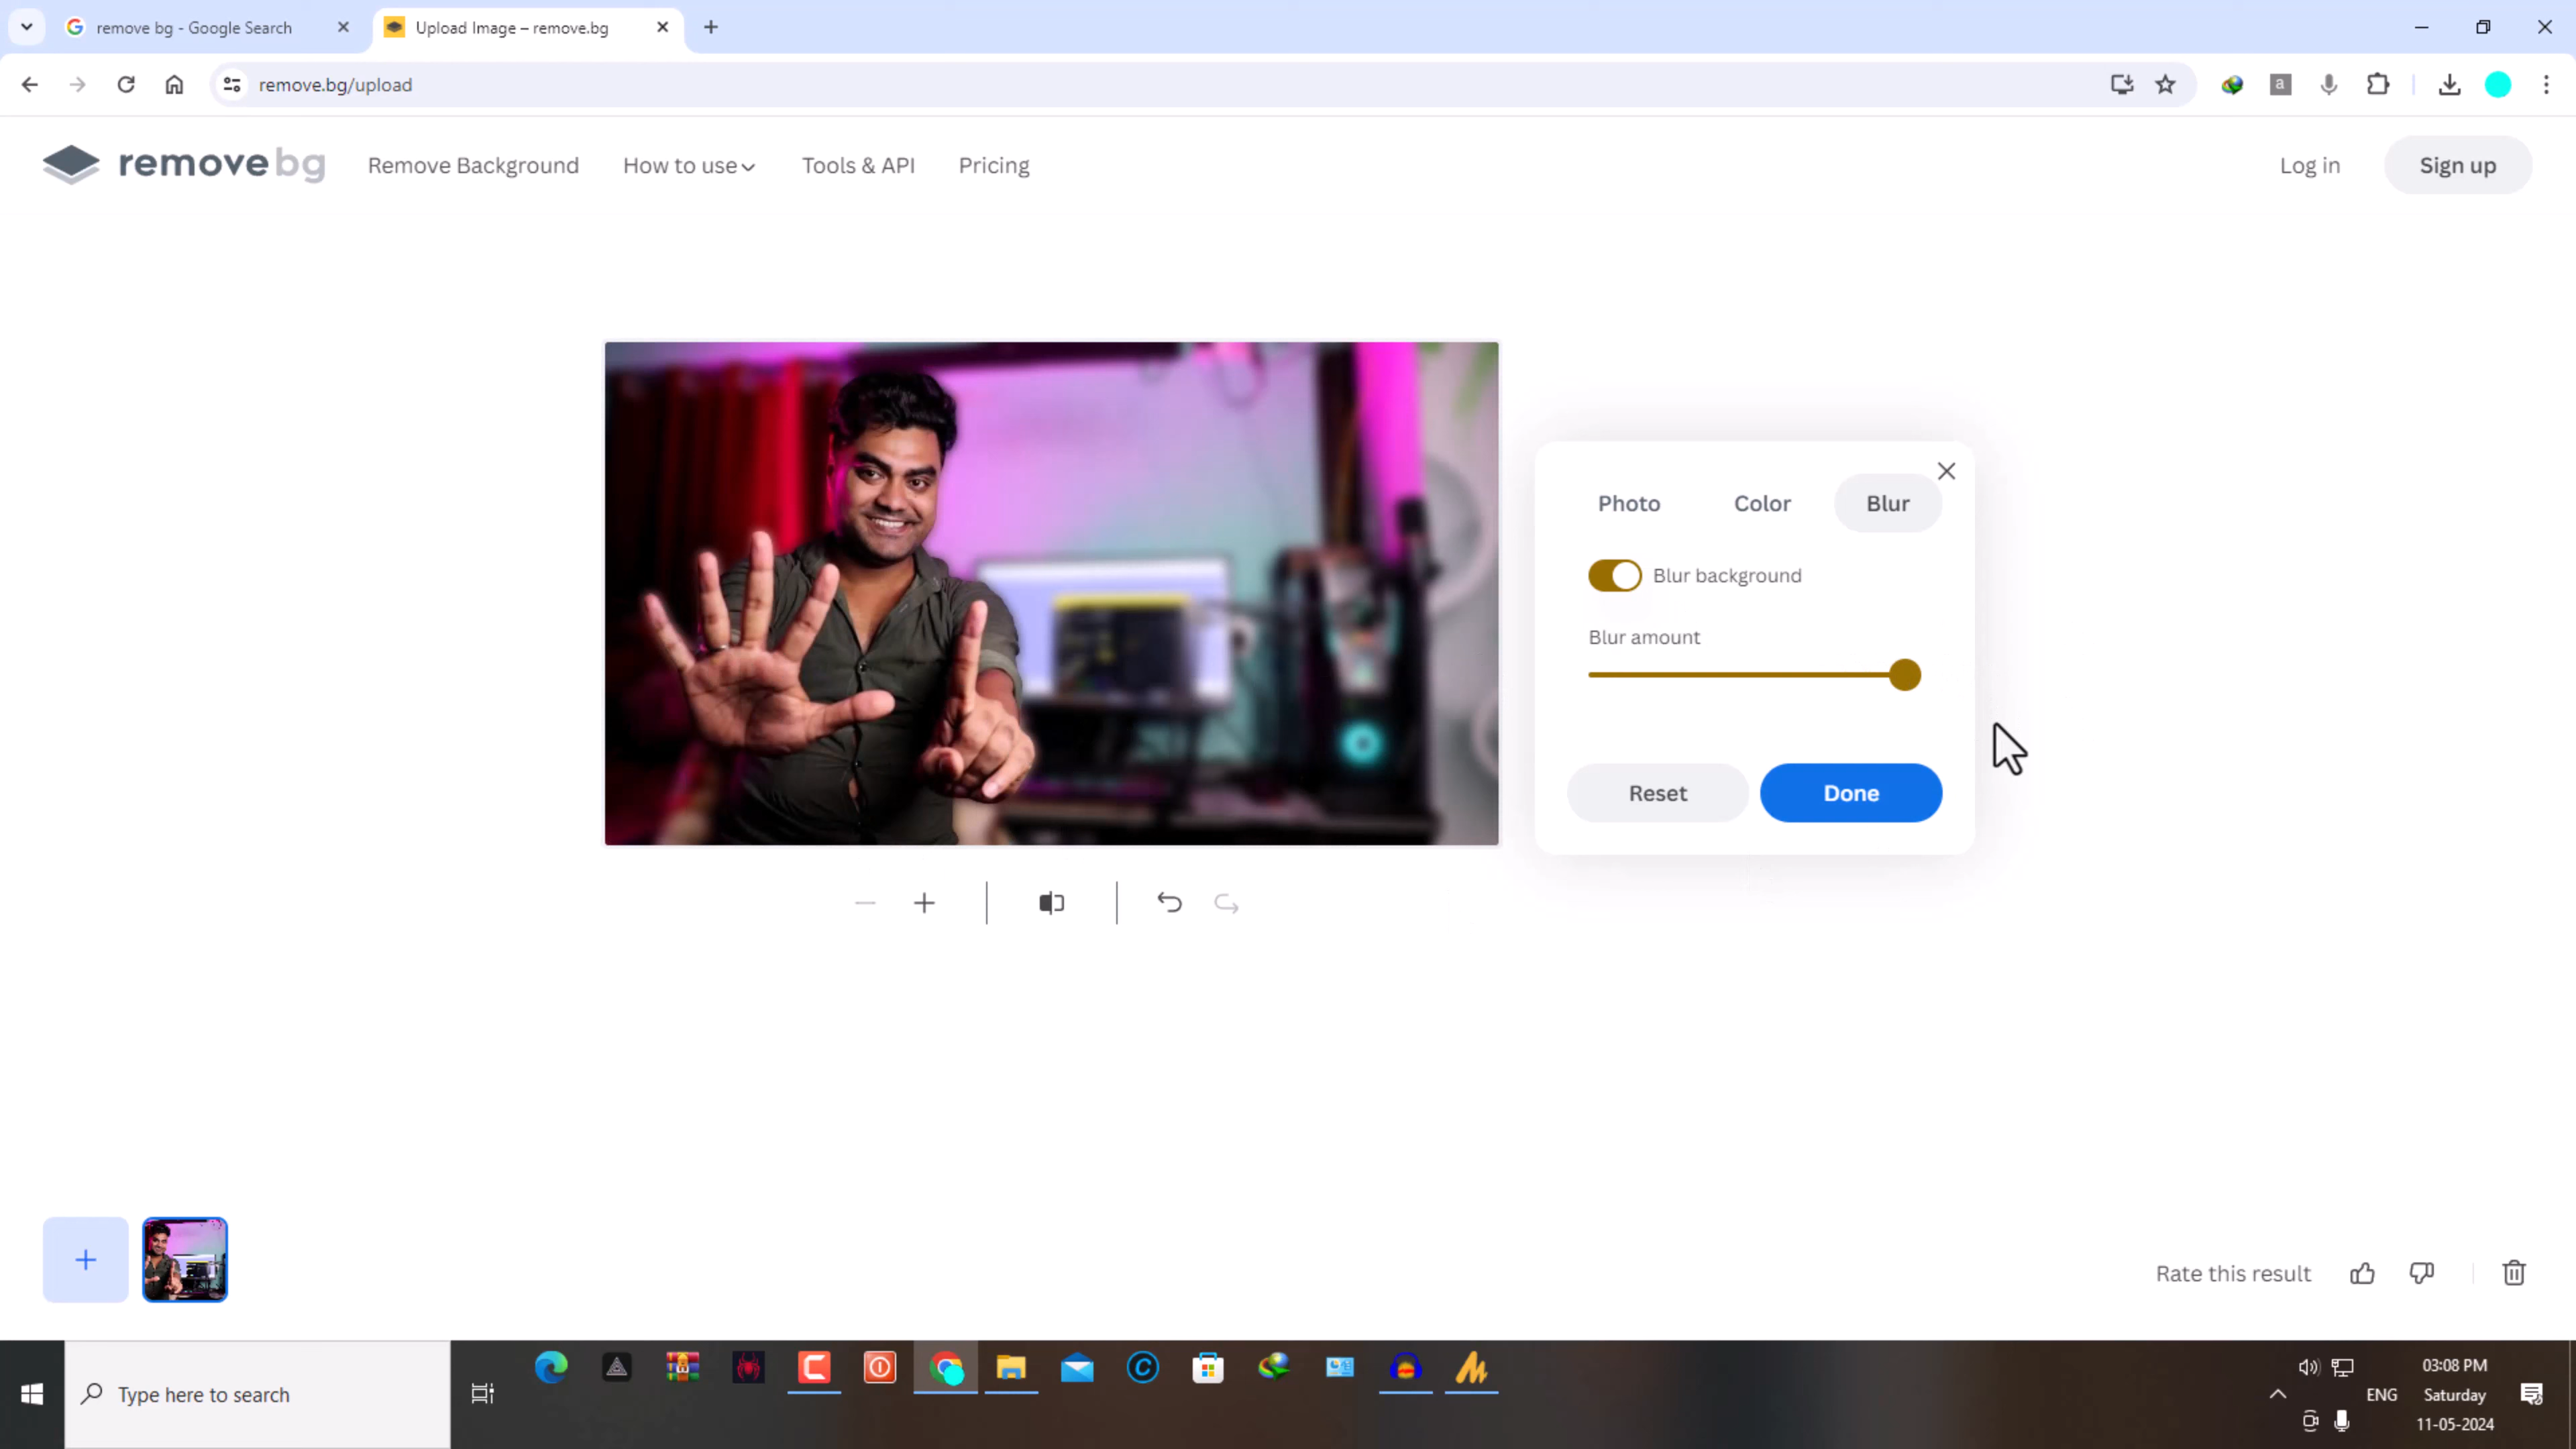 remove bg - Google Search
Upload Image – remove.bg
remove.bg/upload
a
removebg
Remove Background
How to use
Tools & API
Pricing
Log in
Sign up
Photo
Color
Blur
Blur background
Blur amount
Reset
Done
Rate this result
Type here to search
03:08 PM
ENG
Saturday
11-05-2024